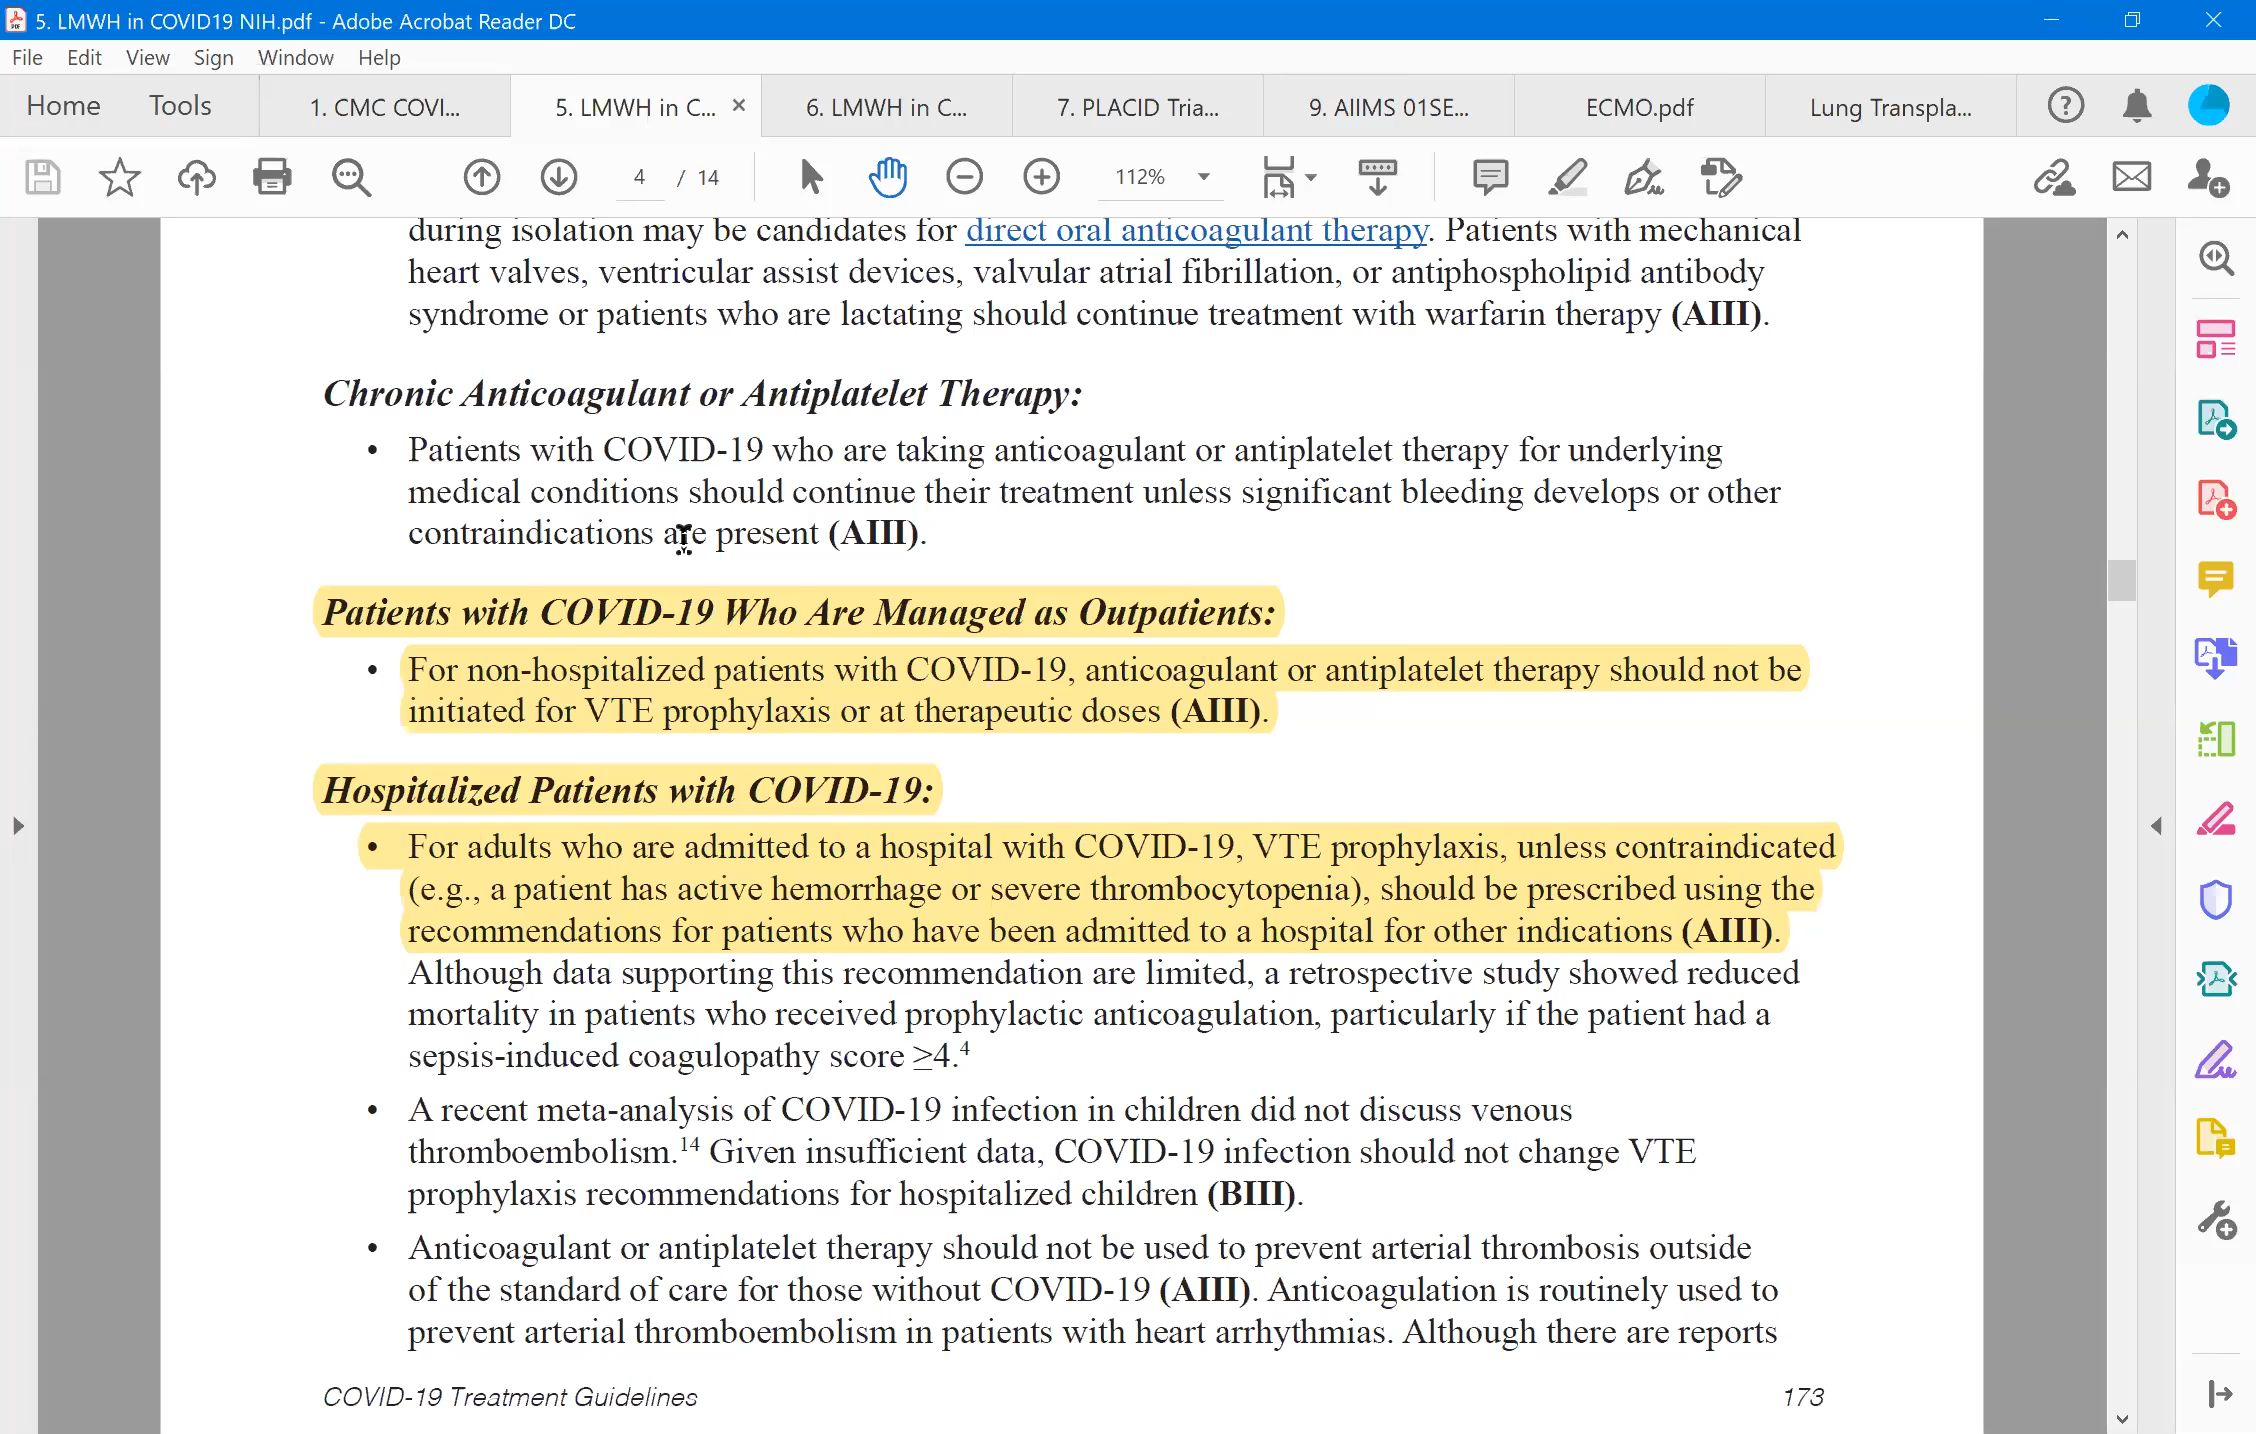 5. LMWH in COVID19 NIH.pdf - Adobe Acrobat Reader DC
File Edit View Sign Window Help
Home Tools 1. CMC COVI... 5. LMWH in C... × 6. LMWH in C... 7. PLACID Tria... 9. AIIMS 01SE... ECMO.pdf Lung Transpla...
4 / 14 112%
during isolation may be candidates for direct oral anticoagulant therapy. Patients with mechanical
heart valves, ventricular assist devices, valvular atrial fibrillation, or antiphospholipid antibody
syndrome or patients who are lactating should continue treatment with warfarin therapy (AIII).
Chronic Anticoagulant or Antiplatelet Therapy:
• Patients with COVID-19 who are taking anticoagulant or antiplatelet therapy for underlying
medical conditions should continue their treatment unless significant bleeding develops or other
contraindications are present (AIII).
Patients with COVID-19 Who Are Managed as Outpatients:
• For non-hospitalized patients with COVID-19, anticoagulant or antiplatelet therapy should not be
initiated for VTE prophylaxis or at therapeutic doses (AIII).
Hospitalized Patients with COVID-19:
• For adults who are admitted to a hospital with COVID-19, VTE prophylaxis, unless contraindicated
(e.g., a patient has active hemorrhage or severe thrombocytopenia), should be prescribed using the
recommendations for patients who have been admitted to a hospital for other indications (AIII).
Although data supporting this recommendation are limited, a retrospective study showed reduced
mortality in patients who received prophylactic anticoagulation, particularly if the patient had a
sepsis-induced coagulopathy score ≥4.⁴
• A recent meta-analysis of COVID-19 infection in children did not discuss venous
thromboembolism.¹⁴ Given insufficient data, COVID-19 infection should not change VTE
prophylaxis recommendations for hospitalized children (BIII).
• Anticoagulant or antiplatelet therapy should not be used to prevent arterial thrombosis outside
of the standard of care for those without COVID-19 (AIII). Anticoagulation is routinely used to
prevent arterial thromboembolism in patients with heart arrhythmias. Although there are reports
COVID-19 Treatment Guidelines 173